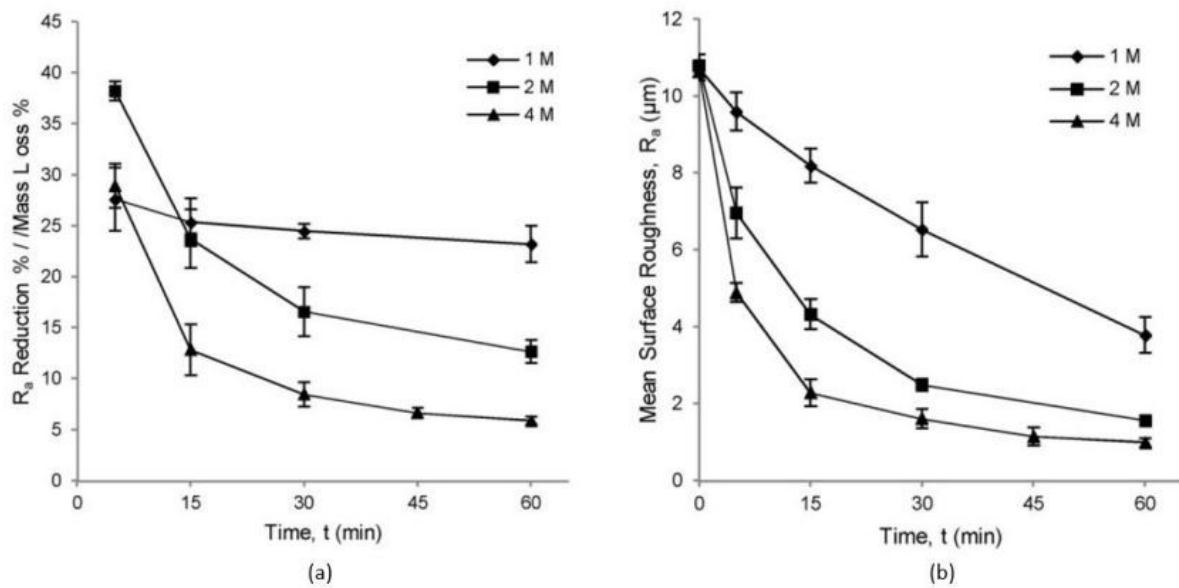 R_a Reduction % / /Mass L oss %
45
40
35
30
25
20
15
10
5
0
0 15 30 45 60
Time, t (min)
1 M
2 M
4 M
(a)
Mean Surface Roughness, R_a (µm)
12
10
8
6
4
2
0
0 15 30 45 60
Time, t (min)
1 M
2 M
4 M
(b)